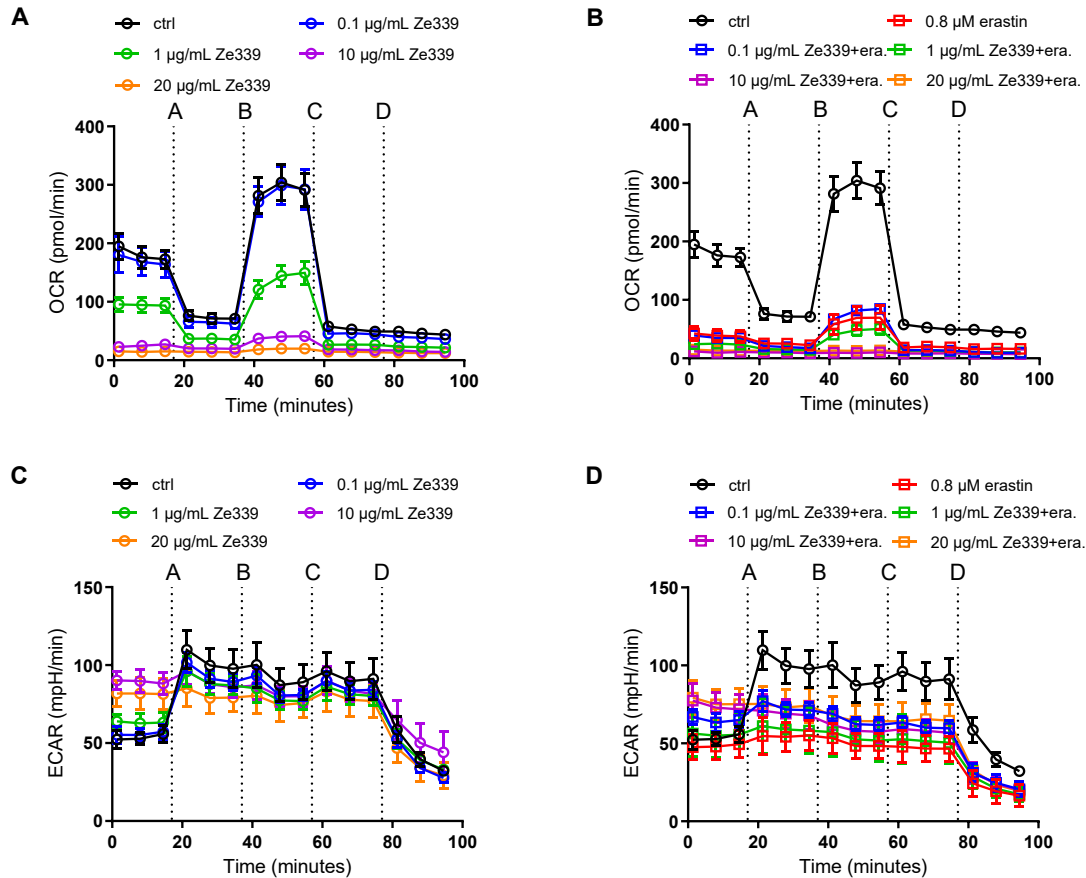 A
ctrl 0.1 µg/mL Ze339
1 µg/mL Ze339 10 µg/mL Ze339
20 µg/mL Ze339
A B C D
400
300
200
100
0
OCR (pmol/min)
0 20 40 60 80 100
Time (minutes)
B
ctrl 0.8 µM erastin
0.1 µg/mL Ze339+era. 1 µg/mL Ze339+era.
10 µg/mL Ze339+era. 20 µg/mL Ze339+era.
A B C D
400
300
200
100
0
OCR (pmol/min)
0 20 40 60 80 100
Time (minutes)
C
ctrl 0.1 µg/mL Ze339
1 µg/mL Ze339 10 µg/mL Ze339
20 µg/mL Ze339
A B C D
150
100
50
0
ECAR (mpH/min)
0 20 40 60 80 100
Time (minutes)
D
ctrl 0.8 µM erastin
0.1 µg/mL Ze339+era. 1 µg/mL Ze339+era.
10 µg/mL Ze339+era. 20 µg/mL Ze339+era.
A B C D
150
100
50
0
ECAR (mpH/min)
0 20 40 60 80 100
Time (minutes)